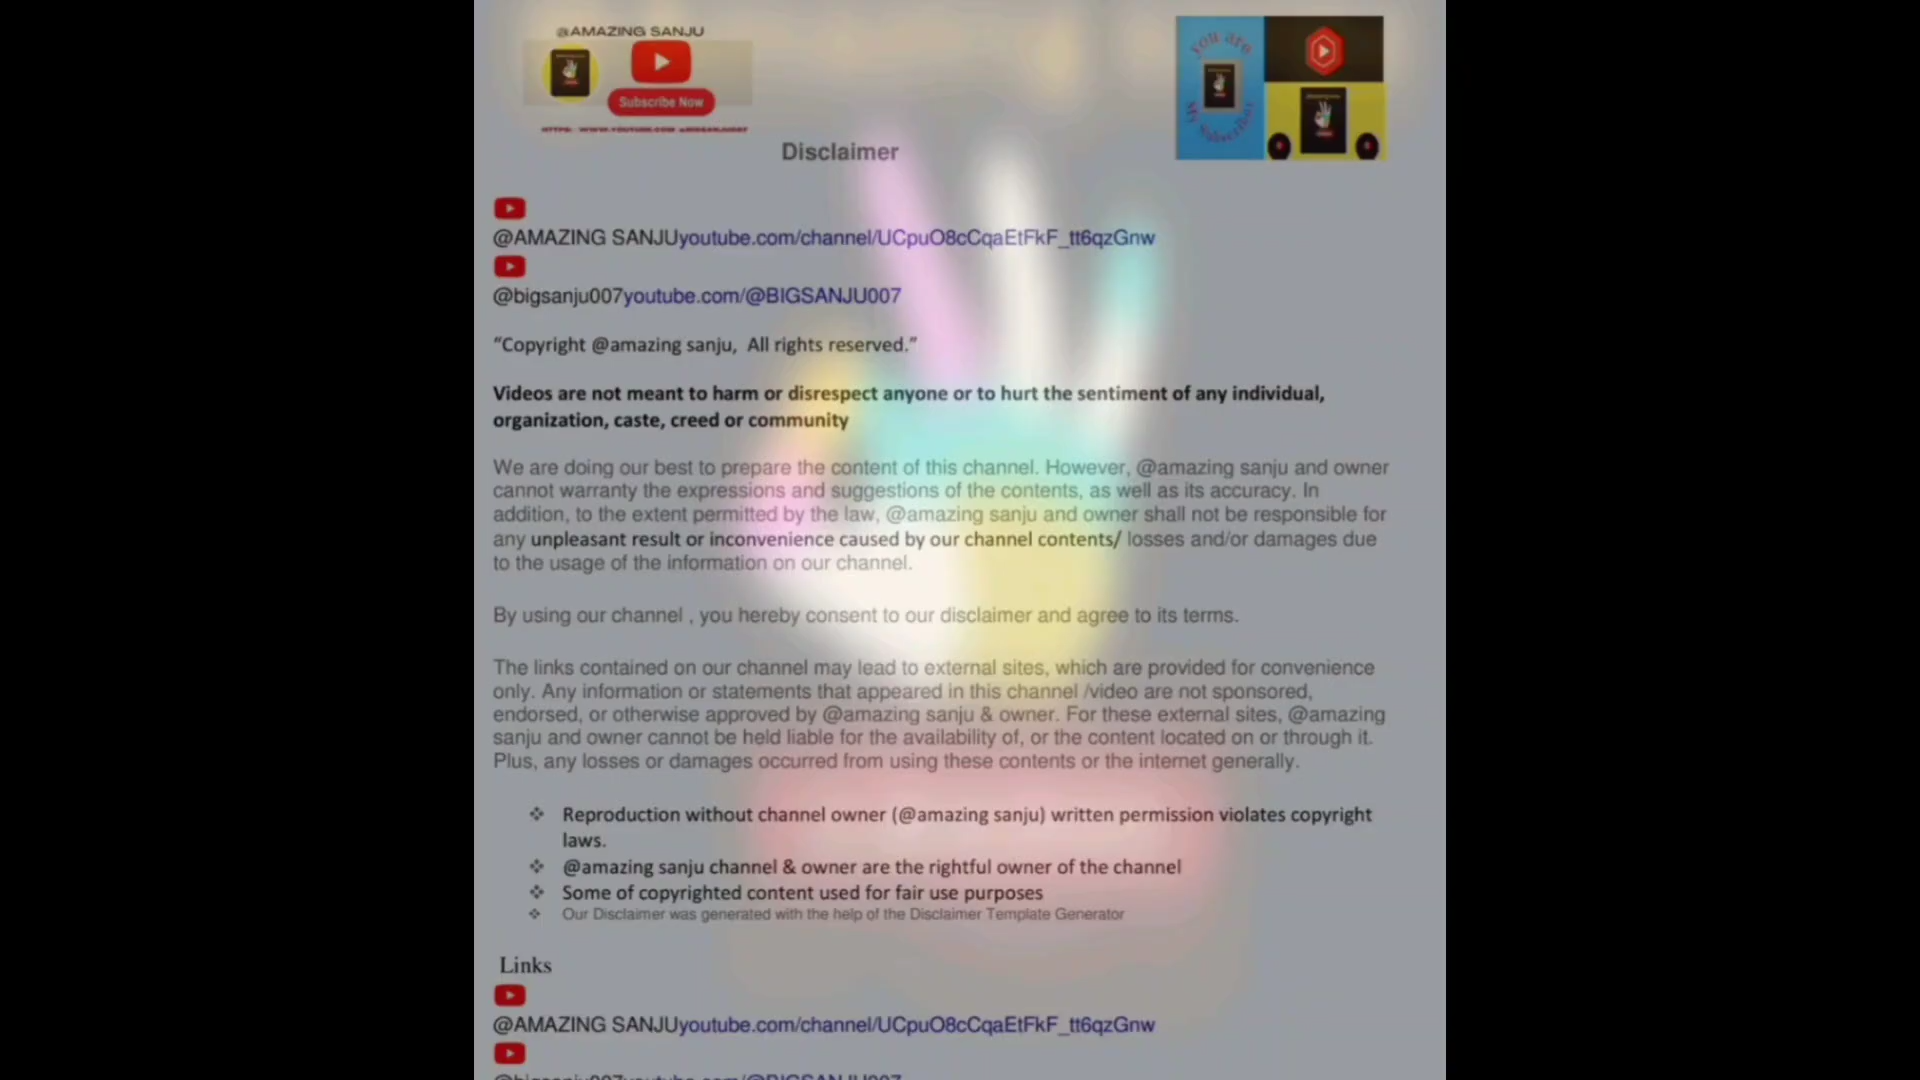 @AMAZING SANJU
Subscribe Now
you are
My Subscriber
Disclaimer
@AMAZING SANJUyoutube.com/channel/UCpuO8cCqaEtFkF_tt6qzGnw
@bigsanju007youtube.com/@BIGSANJU007
“Copyright @amazing sanju,  All rights reserved.”
Videos are not meant to harm or disrespect anyone or to hurt the sentiment of any individual,
organization, caste, creed or community
We are doing our best to prepare the content of this channel. However, @amazing sanju and owner
cannot warranty the expressions and suggestions of the contents, as well as its accuracy. In
addition, to the extent permitted by the law, @amazing sanju and owner shall not be responsible for
any unpleasant result or inconvenience caused by our channel contents/ losses and/or damages due
to the usage of the information on our channel.
By using our channel , you hereby consent to our disclaimer and agree to its terms.
The links contained on our channel may lead to external sites, which are provided for convenience
only. Any information or statements that appeared in this channel /video are not sponsored,
endorsed, or otherwise approved by @amazing sanju & owner. For these external sites, @amazing
sanju and owner cannot be held liable for the availability of, or the content located on or through it.
Plus, any losses or damages occurred from using these contents or the internet generally.
❖ Reproduction without channel owner (@amazing sanju) written permission violates copyright
laws.
❖ @amazing sanju channel & owner are the rightful owner of the channel
❖ Some of copyrighted content used for fair use purposes
❖ Our Disclaimer was generated with the help of the Disclaimer Template Generator
Links
@AMAZING SANJUyoutube.com/channel/UCpuO8cCqaEtFkF_tt6qzGnw
@bigsanju007youtube.com/@BIGSANJU007